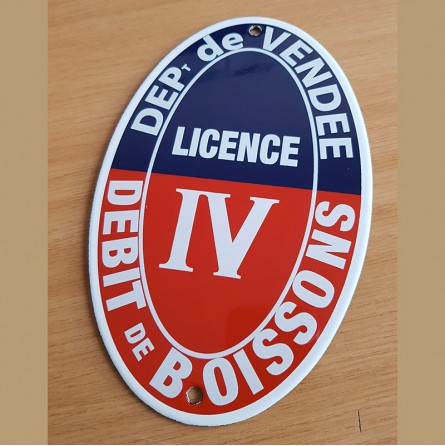 DEPT de VENDEE
LICENCE
IV
DEBIT DE BOISSONS